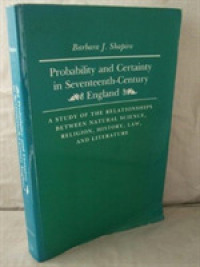 Barbara J. Shapiro
Probability and Certainty
in Seventeenth-Century
England
A STUDY OF THE RELATIONSHIPS
BETWEEN NATURAL SCIENCE,
RELIGION, HISTORY, LAW,
AND LITERATURE